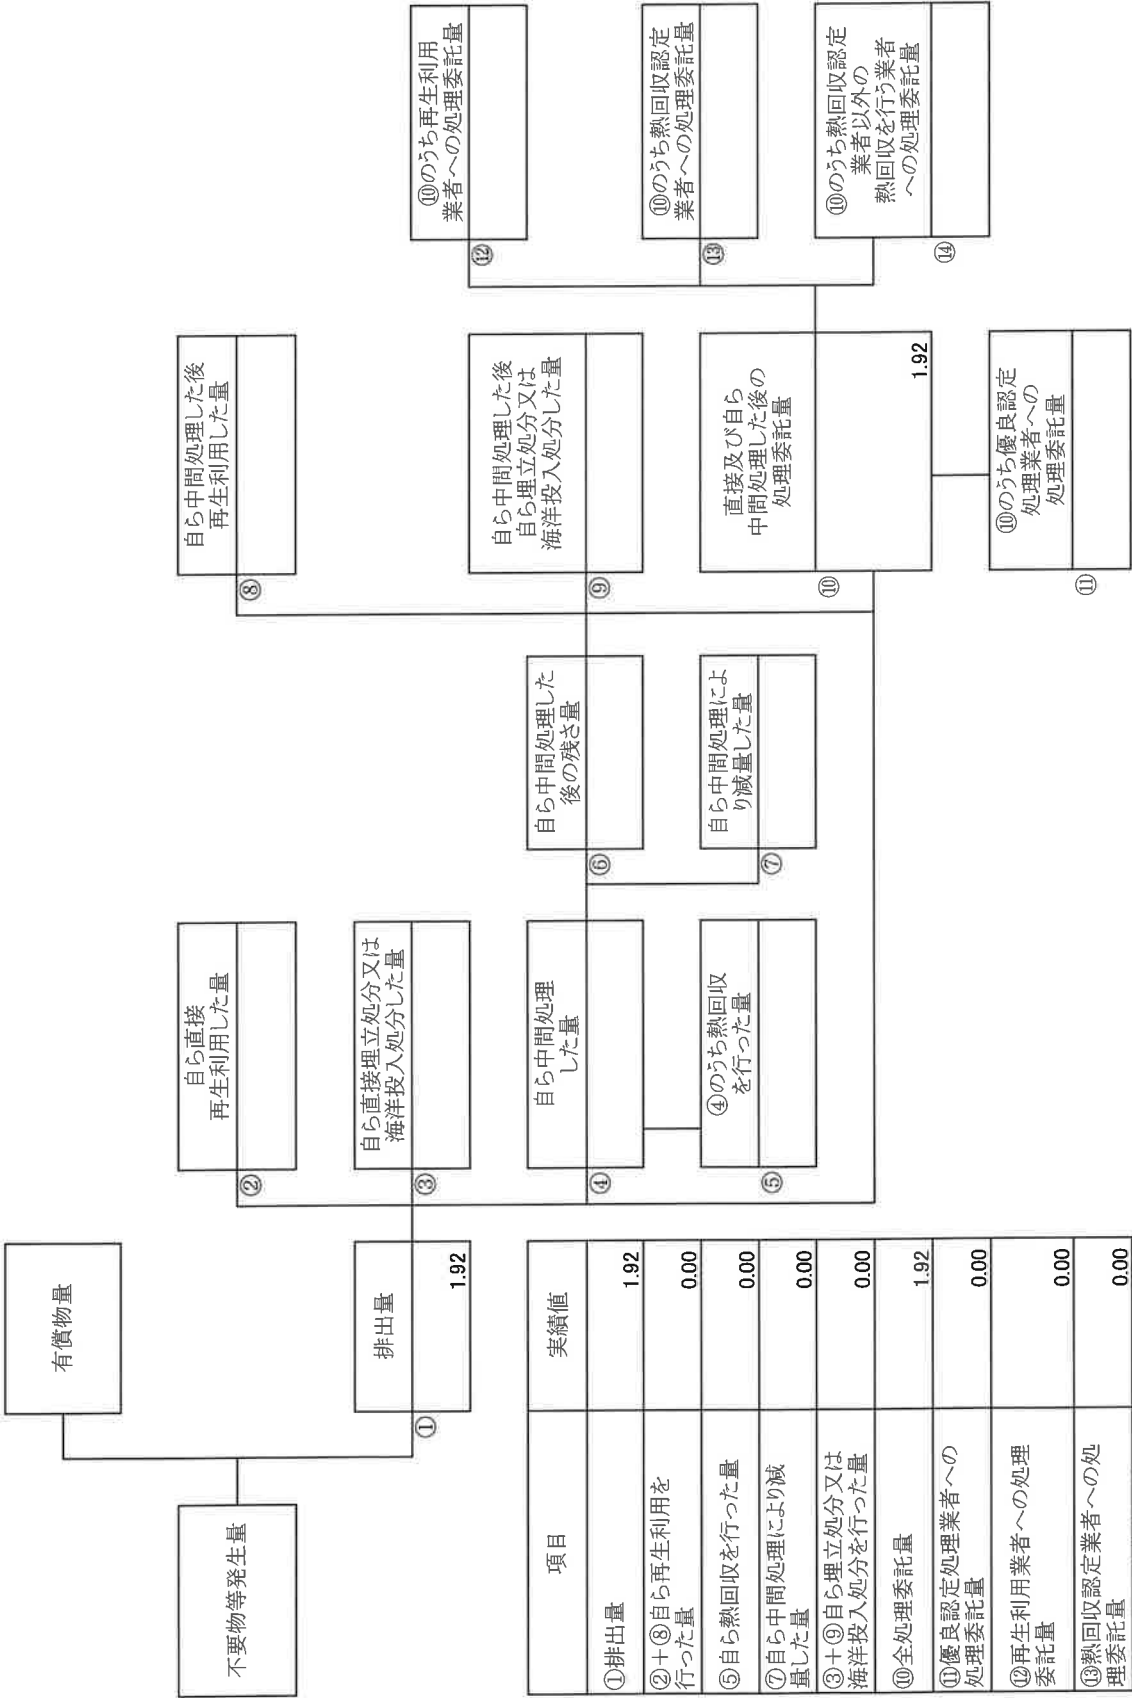 有償物量
不要物等発生量
排出量
①
1.92
自ら直接
再生利用した量
②
自ら直接埋立処分又は
海洋投入処分した量
③
自ら中間処理
した量
④
④のうち熱回収
を行った量
⑤
自ら中間処理した
後の残さ量
⑥
自ら中間処理によ
り減量した量
⑦
自ら中間処理した後
再生利用した量
⑧
自ら中間処理した後
自ら埋立処分又は
海洋投入処分した量
⑨
直接及び自ら
中間処理した後の
処理委託量
⑩
1.92
⑩のうち優良認定
処理業者への
処理委託量
⑪
⑩のうち再生利用
業者への処理委託量
⑫
⑩のうち熱回収認定
業者への処理委託量
⑬
⑩のうち熱回収認定
業者以外の
熱回収を行う業者
への処理委託量
⑭
項目 実績値
①排出量 1.92
②+⑧自ら再生利用を
行った量 0.00
⑤自ら熱回収を行った量 0.00
⑦自ら中間処理により減
量した量 0.00
③+⑨自ら埋立処分又は
海洋投入処分を行った量 0.00
⑩全処理委託量 1.92
⑪優良認定処理業者への
処理委託量 0.00
⑫再生利用業者への処理
委託量 0.00
⑬熱回収認定業者への処
理委託量 0.00